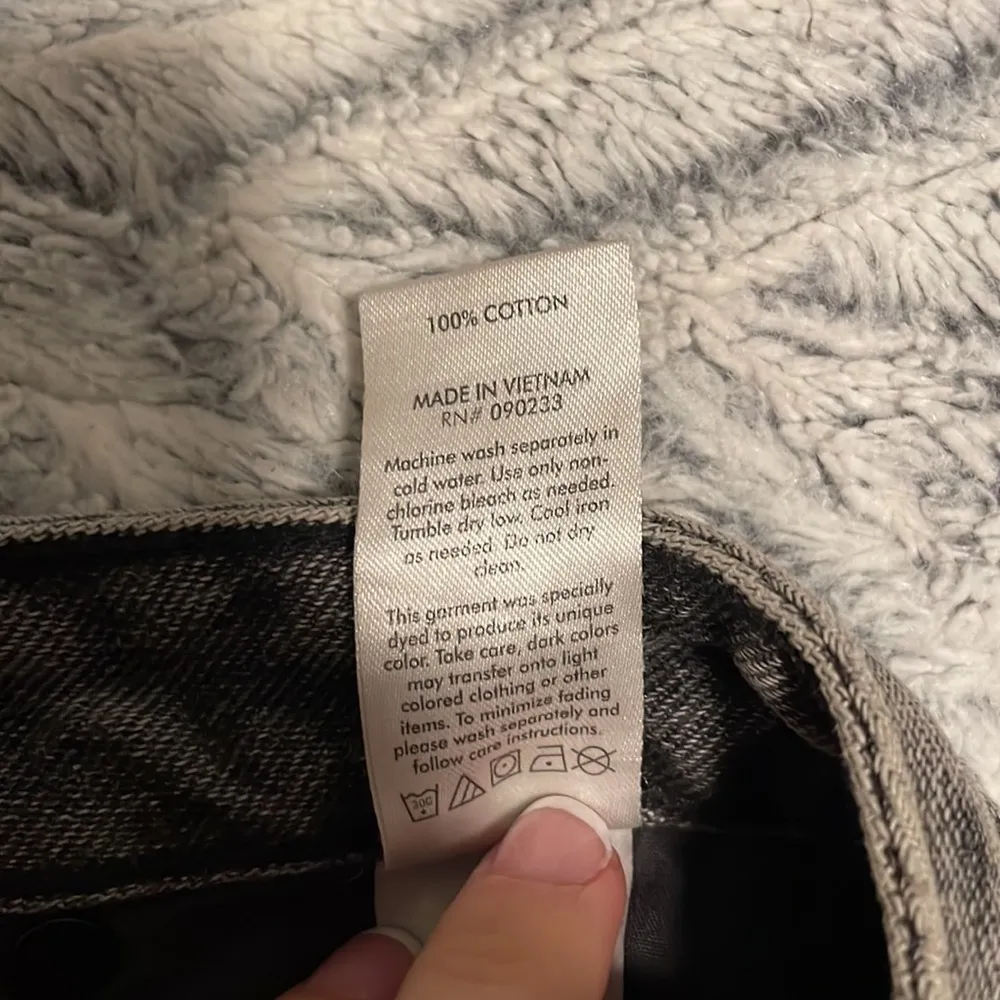 100% COTTON
MADE IN VIETNAM
RN# 090233
Machine wash separately in
cold water. Use only non-
chlorine bleach as needed.
Tumble dry low. Cool iron
as needed. Do not dry
clean.
This garment was specially
dyed to produce its unique
color. Take care, dark colors
may transfer onto light
colored clothing or other
items. To minimize fading
please wash separately and
follow care instructions.
30C